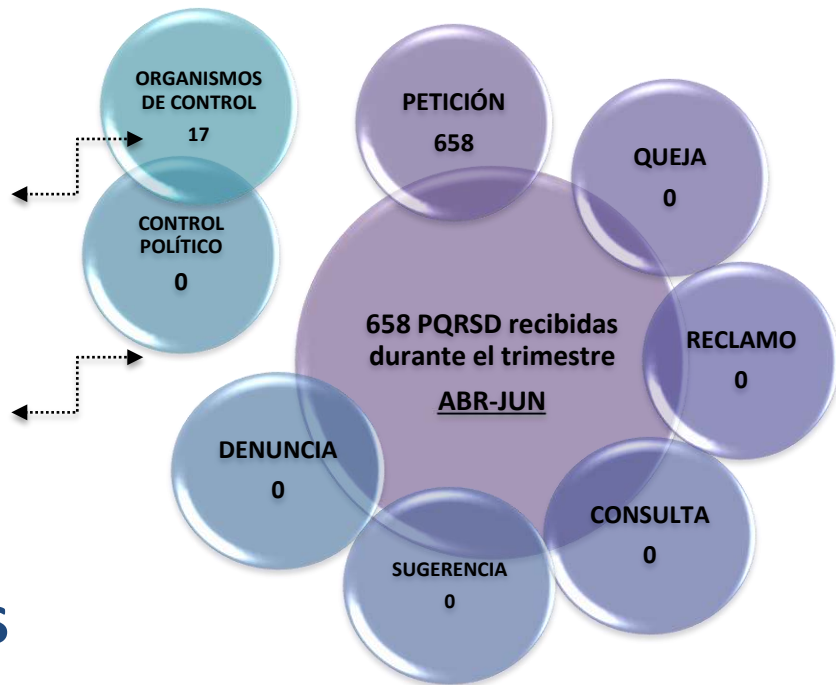 ORGANISMOS
DE CONTROL
17
CONTROL
POLÍTICO
0
PETICIÓN
658
QUEJA
0
RECLAMO
0
CONSULTA
0
SUGERENCIA
0
DENUNCIA
0
658 PQRSD recibidas
durante el trimestre
ABR-JUN
s